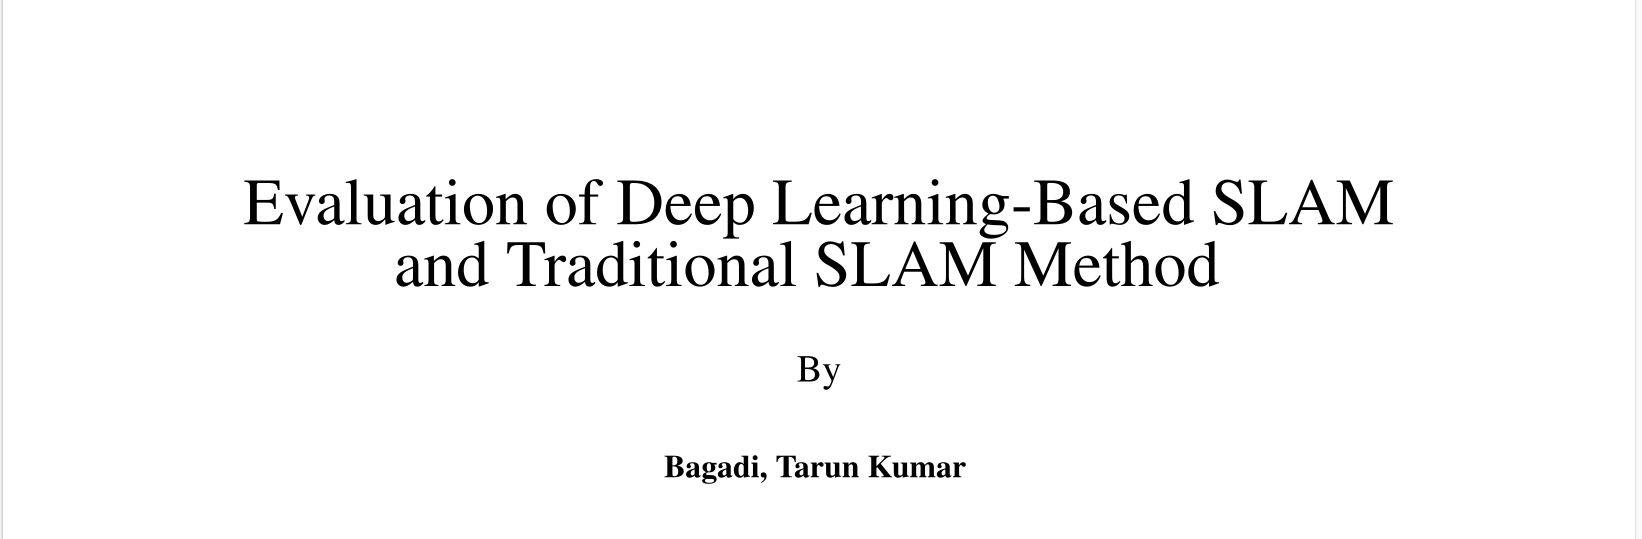 Evaluation of Deep Learning-Based SLAM
and Traditional SLAM Method
By
Bagadi, Tarun Kumar